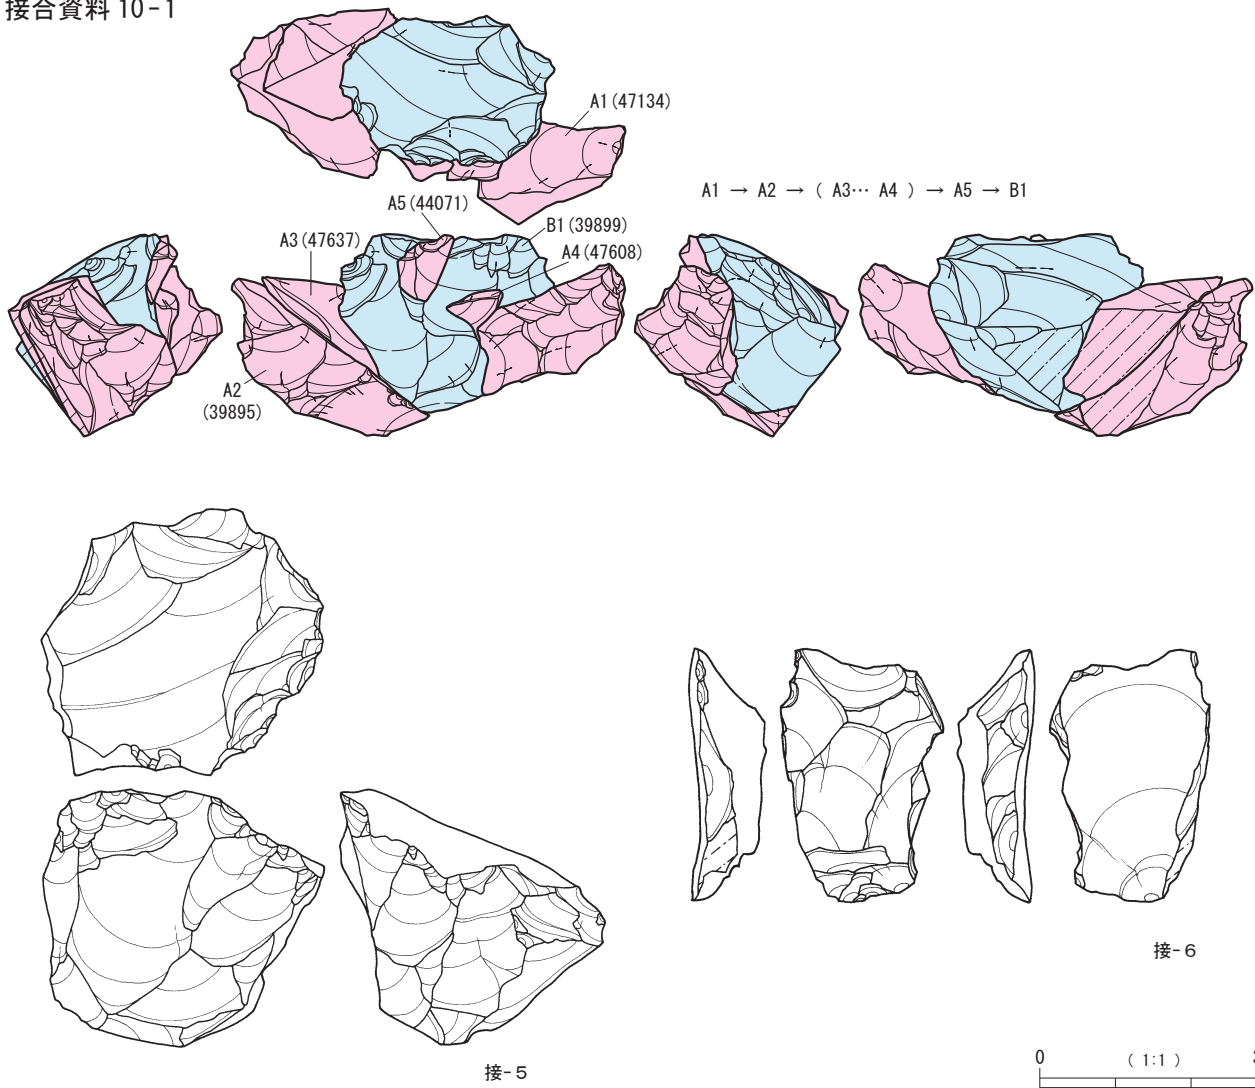 接合資料 10-1
A1(47134)
A1 → A2 → ( A3… A4 ) → A5 → B1
A5(44071)
B1(39899)
A3(47637)
A4(47608)
A2
(39895)
接-6
接-5
0 ( 1:1 )